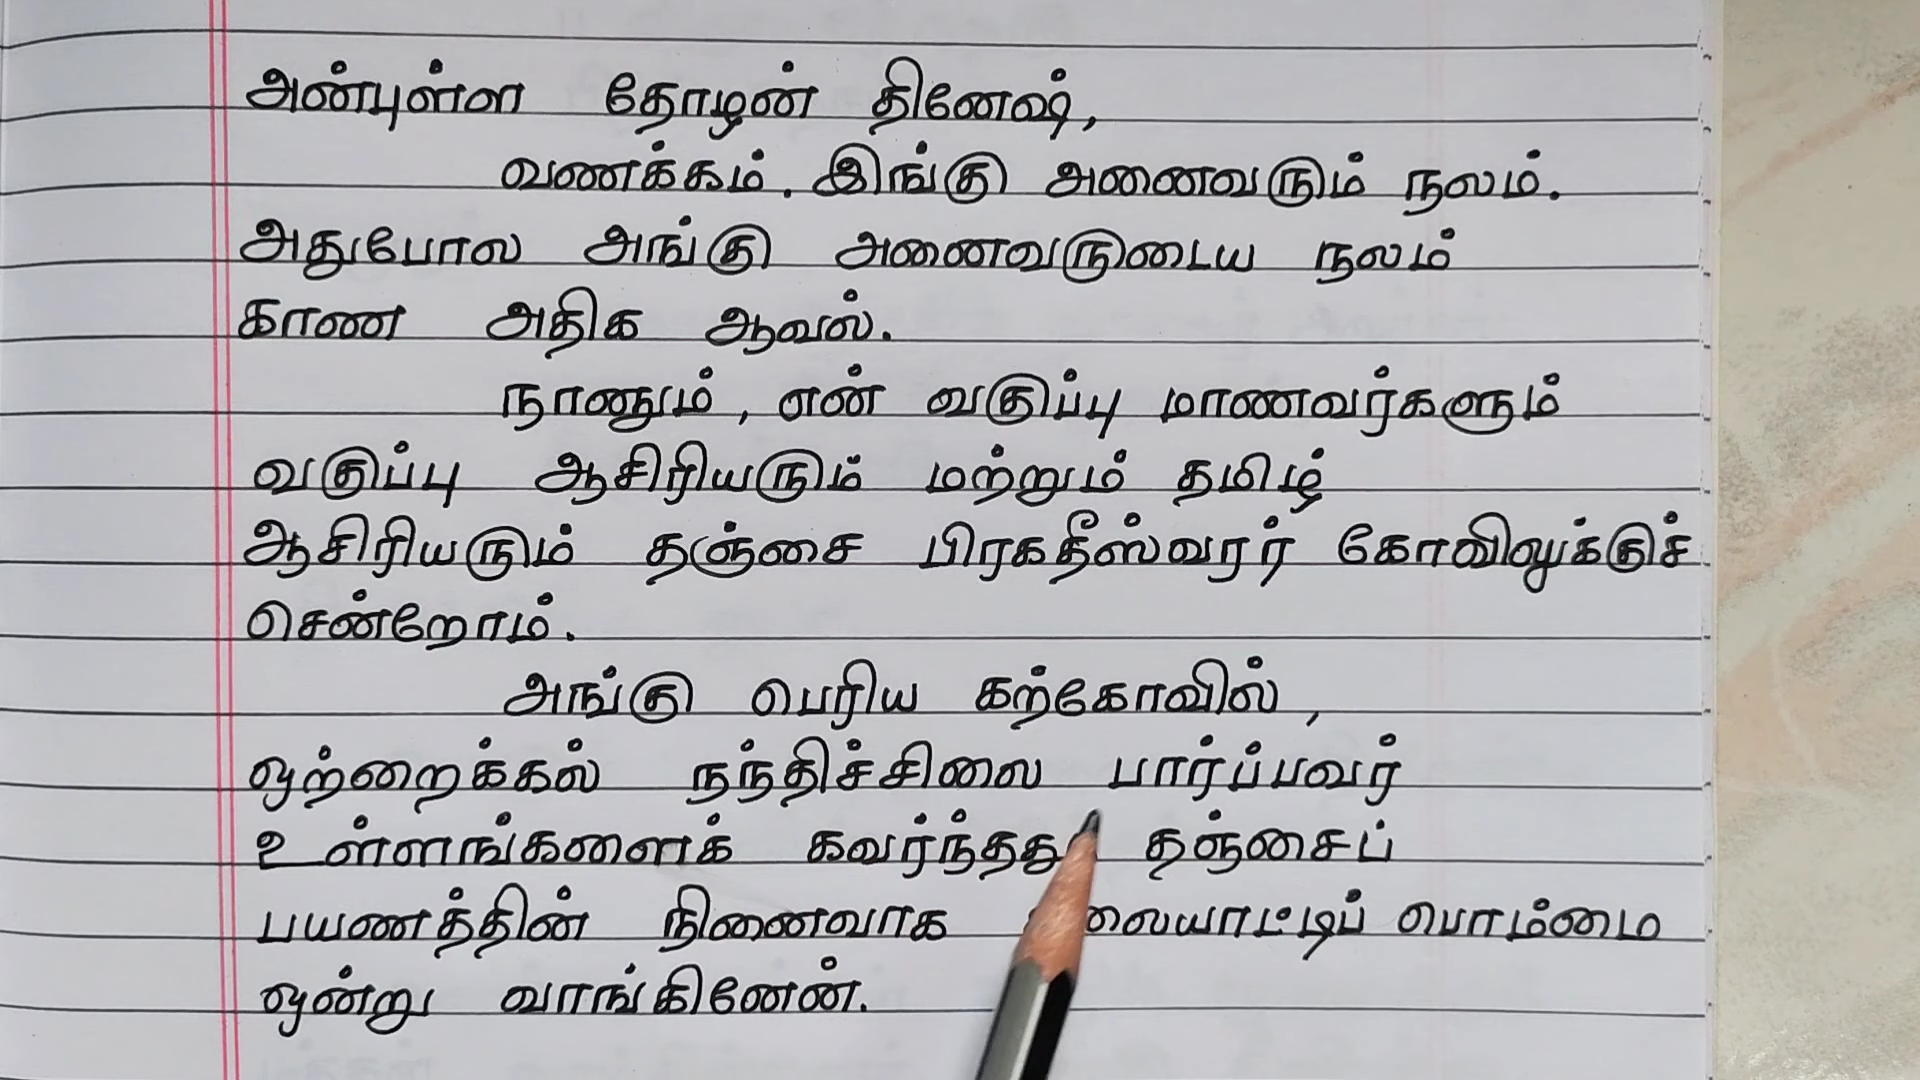 அன்புள்ள தோழன் தினேஷ்,
வணக்கம். இங்கு அனைவரும் நலம்.
அதுபோல அங்கு அனைவருடைய நலம்
காண அதிக ஆவல்.
நானும், என் வகுப்பு மாணவர்களும்
வகுப்பு ஆசிரியரும் மற்றும் தமிழ்
ஆசிரியரும் தஞ்சை பிரகதீஸ்வரர் கோவிலுக்குச்
சென்றோம்.
அங்கு பெரிய கற்கோவில்,
ஒற்றைக்கல் நந்திச்சிலை பார்ப்பவர்
உள்ளங்களைக் கவர்ந்தது தஞ்சைப்
பயணத்தின் நினைவாக பொம்மை
ஒன்று வாங்கினேன்.